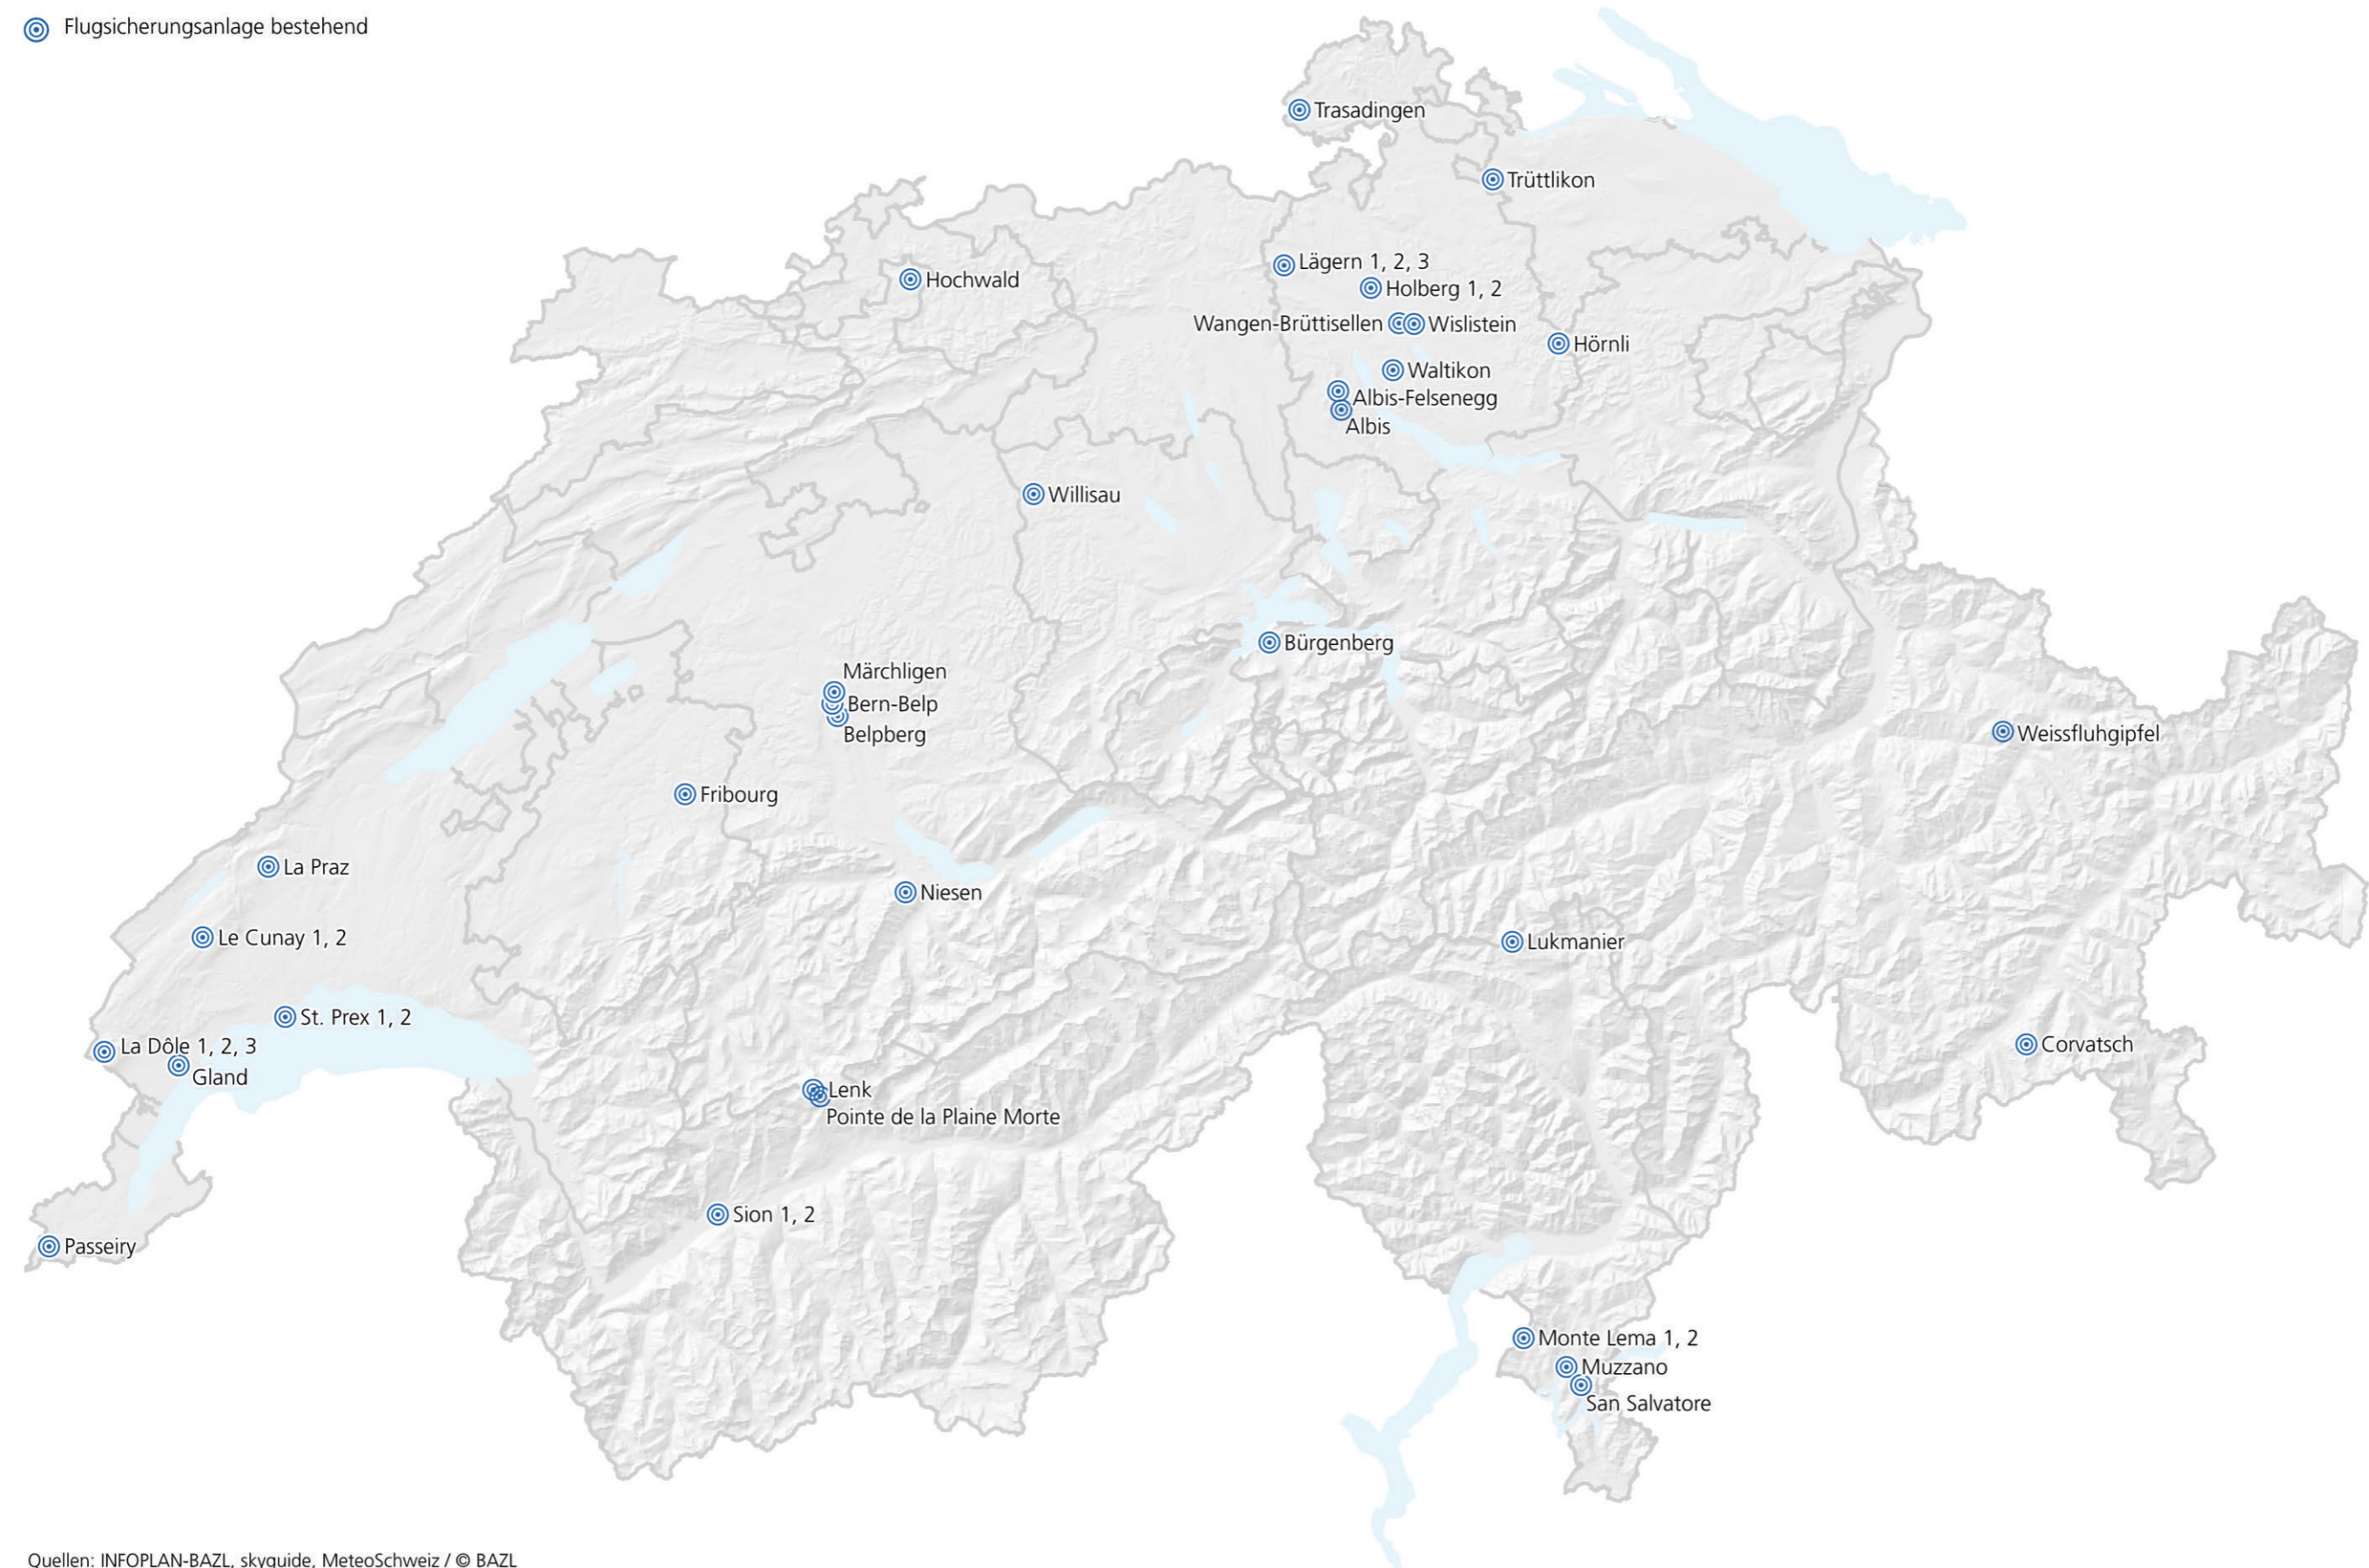 Flugsicherungsanlage bestehend
Trasadingen
Trüttlikon
Lägern 1, 2, 3
Hochwald
Holberg 1, 2
Wangen-Brüttisellen
Wislistein
Hörnli
Waltikon
Albis-Felsenegg
Albis
Willisau
Bürgenberg
Märchligen
Bern-Belp
Belpberg
Weissfluhgipfel
Fribourg
La Praz
Niesen
Le Cunay 1, 2
Lukmanier
St. Prex 1, 2
La Dôle 1, 2, 3
Gland
Corvatsch
Lenk
Pointe de la Plaine Morte
Sion 1, 2
Passeiry
Monte Lema 1, 2
Muzzano
San Salvatore
Quellen: INFOPLAN-BAZL, skyguide, MeteoSchweiz / © BAZL